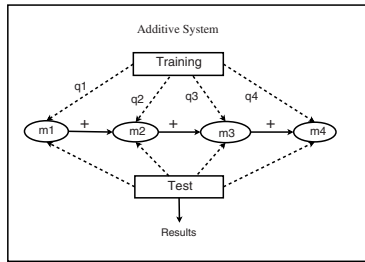 Additive System
Training
q1
q2
q3
q4
m1 + m2 + m3 + m4
Test
Results